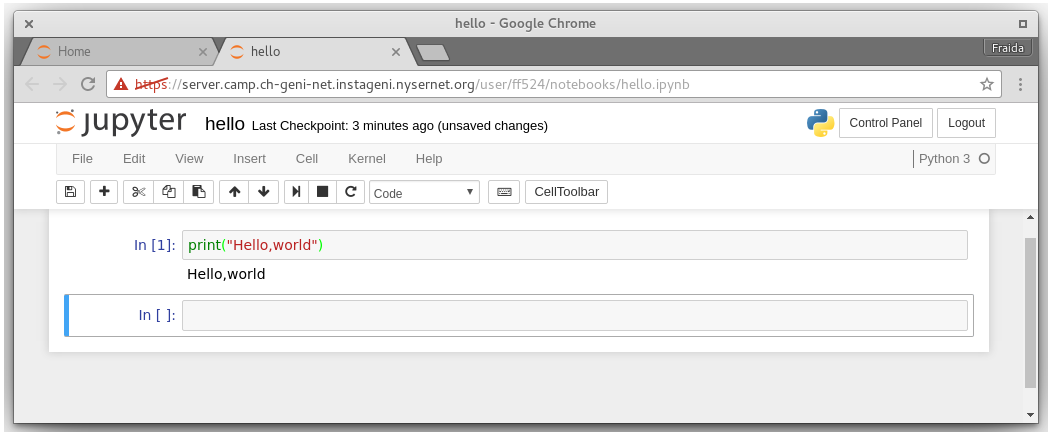 hello - Google Chrome
Home
hello
Fraida
https://server.camp.ch-geni-net.instageni.nysernet.org/user/ff524/notebooks/hello.ipynb
jupyter hello Last Checkpoint: 3 minutes ago (unsaved changes)
Control Panel
Logout
File Edit View Insert Cell Kernel Help
Python 3
Code
CellToolbar
In [1]: print("Hello,world")
Hello,world
In [ ]: